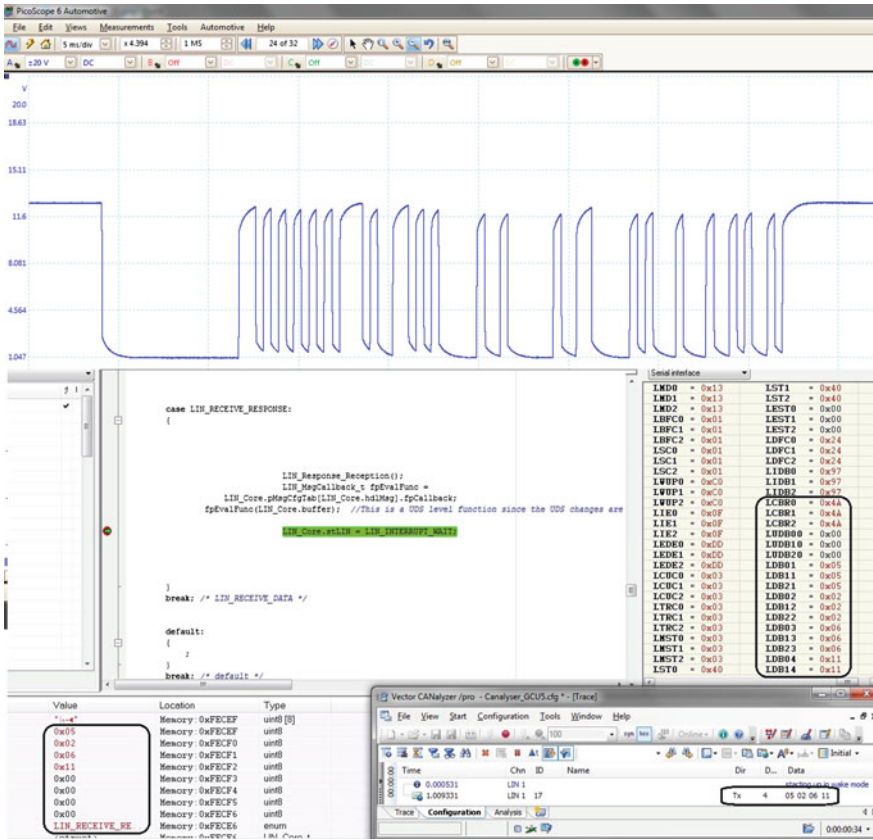 PicoScope 6 Automotive
File Edit Views Measurements Tools Automotive Help
5 ms/div x 4.394 1 MS 24 of 32
A ±20 V DC B Off DC C Off DC D Off DC
V
20.0
18.63
15.11
11.6
8.081
4.564
1.047
Serial interface
LMD0 = 0x13 LST1 = 0x40
LMD1 = 0x13 LST2 = 0x40
LMD2 = 0x13 LEST0 = 0x00
LBFC0 = 0x01 LEST1 = 0x00
LBFC1 = 0x01 LEST2 = 0x00
LBFC2 = 0x01 LDFC0 = 0x24
LSC0 = 0x01 LDFC1 = 0x24
LSC1 = 0x01 LDFC2 = 0x24
LSC2 = 0x01 LIDB0 = 0x97
LWUP0 = 0xC0 LIDB1 = 0x97
LWUP1 = 0xC0 LIDB2 = 0x97
LWUP2 = 0xC0 LCBR0 = 0x4A
LIE0 = 0x0F LCBR1 = 0x4A
LIE1 = 0x0F LCBR2 = 0x4A
LIE2 = 0x0F LUDB00 = 0x00
LEDE0 = 0xDD LUDB10 = 0x00
LEDE1 = 0xDD LUDB20 = 0x00
LEDE2 = 0xDD LDB01 = 0x05
LCUC0 = 0x03 LDB11 = 0x05
LCUC1 = 0x03 LDB21 = 0x05
LCUC2 = 0x03 LDB02 = 0x02
LTRC0 = 0x03 LDB12 = 0x02
LTRC1 = 0x03 LDB22 = 0x02
LTRC2 = 0x03 LDB03 = 0x06
LMST0 = 0x03 LDB13 = 0x06
LMST1 = 0x03 LDB23 = 0x06
LMST2 = 0x03 LDB04 = 0x11
LST0 = 0x40 LDB14 = 0x11
case LIN_RECEIVE_RESPONSE:
{
LIN_Response_Reception();
LIN_MsgCallback_t fpEvalFunc =
LIN_Core.pMsgCfgTab[LIN_Core.hdlMsg].fpCallback;
fpEvalFunc(LIN_Core.buffer); //This is a UDS level function since the UDS changes are
LIN_Core.stLIN = LIN_INTERRUPT_WAIT;
}
break; /* LIN_RECEIVE_DATA */
default:
{
;
}
break; /* default */
Value Location Type
Memory:0xFECEF uint8 [8]
0x05 Memory:0xFECEF uint8
0x02 Memory:0xFECF0 uint8
0x06 Memory:0xFECF1 uint8
0x11 Memory:0xFECF2 uint8
0x00 Memory:0xFECF3 uint8
0x00 Memory:0xFECF4 uint8
0x00 Memory:0xFECF5 uint8
0x00 Memory:0xFECF6 uint8
LIN_RECEIVE_RE Memory:0xFECE6 enum
Memory:0xFECE6 LIN_Core_t
Vector CANalyzer /pro - Canalyser_GCU5.cfg * - [Trace]
File View Start Configuration Tools Window Help
100 sym hex Online
Initial
Time Chn ID Name Dir D... Data
0.000531 LIN 1 starting up in wake mode
1.009331 LIN 1 17 Tx 4 05 02 06 11
Trace Configuration Analysis
0:00:00:34